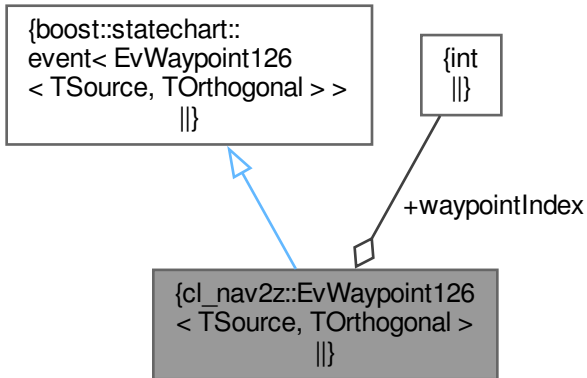 {boost::statechart::
event< EvWaypoint126
< TSource, TOrthogonal > >
||}
{int
||}
+waypointIndex
{cl_nav2z::EvWaypoint126
< TSource, TOrthogonal >
||}